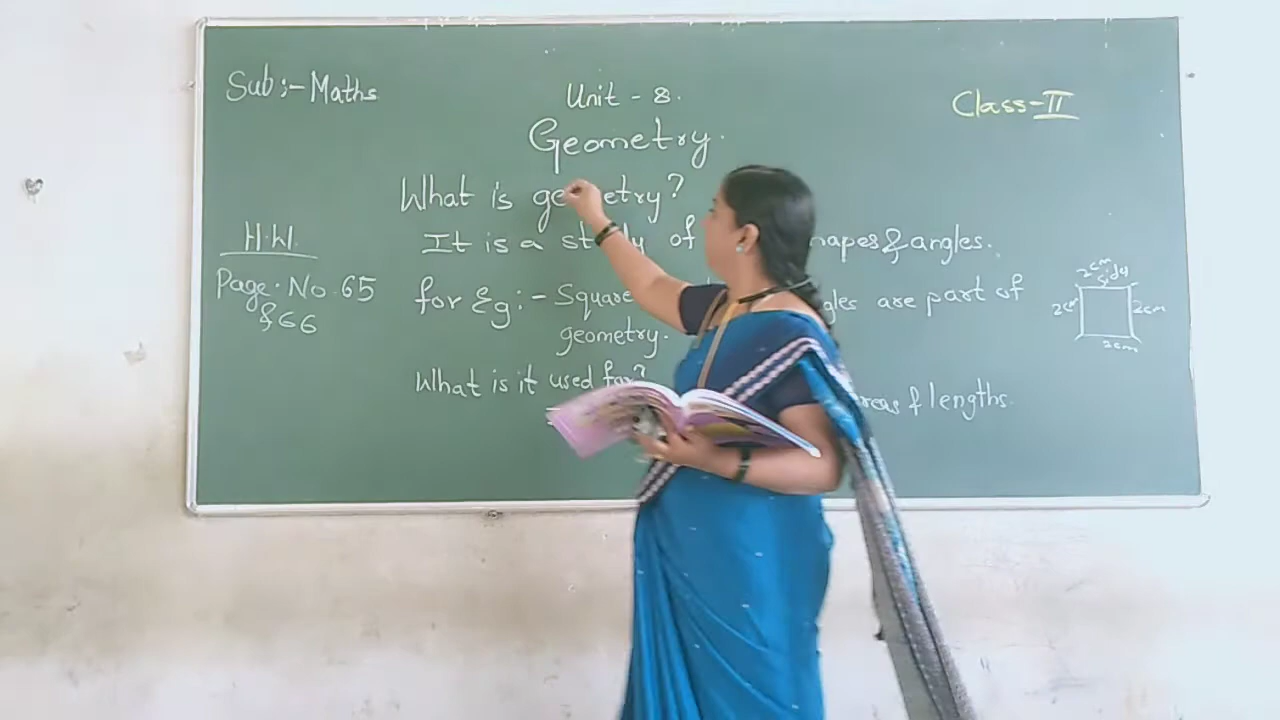 Sub :- Maths
Unit - 8.
Class - II
Geometry.
What is geometry?
It is a study of shapes & angles.
H.W.
Page. No. 65
& 66
for Eg: - Square are part of
geometry.
What is it used for?
areas & lengths.
2cm
2cm
2cm
2cm